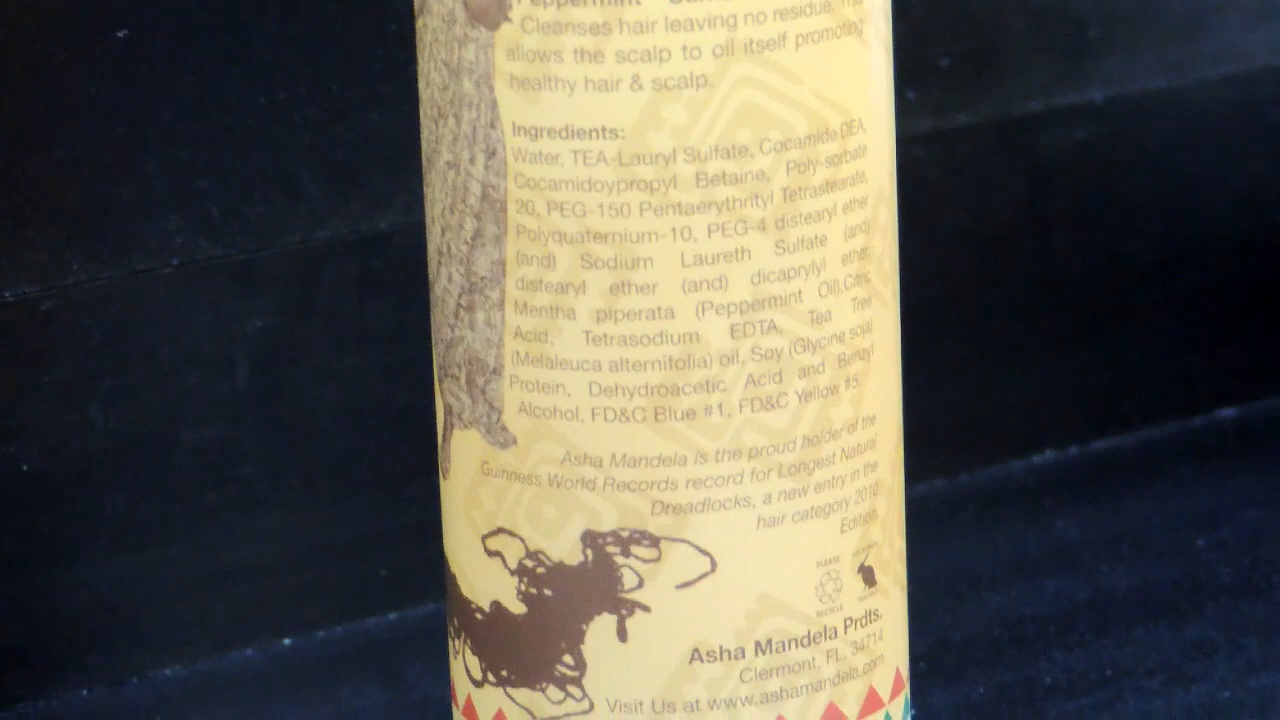 Peppermint
Cleanses hair leaving no residue. This
allows the scalp to oil itself promoting
healthy hair & scalp.
Ingredients:
Water, TEA-Lauryl Sulfate, Cocamide DEA,
Cocamidoypropyl Betaine, Poly-sorbate
20, PEG-150 Pentaerythrityl Tetrastearate,
Polyquaternium-10, PEG-4 distearyl ether
(and) Sodium Laureth Sulfate (and)
distearyl ether (and) dicaprylyl ether,
Mentha piperata (Peppermint Oil),Citric
Acid, Tetrasodium EDTA, Tea Tree
(Melaleuca alternifolia) oil, Soy (Glycine soja)
Protein, Dehydroacetic Acid and Benzyl
Alcohol, FD&C Blue #1, FD&C Yellow #5.
Asha Mandela is the proud holder of the
Guinness World Records record for Longest Natural
Dreadlocks, a new entry in the
hair category 2010
Edition.
PLEASE
RECYCLE
Asha Mandela Prdts.
Clermont, FL. 34714
Visit Us at www.ashamandela.com